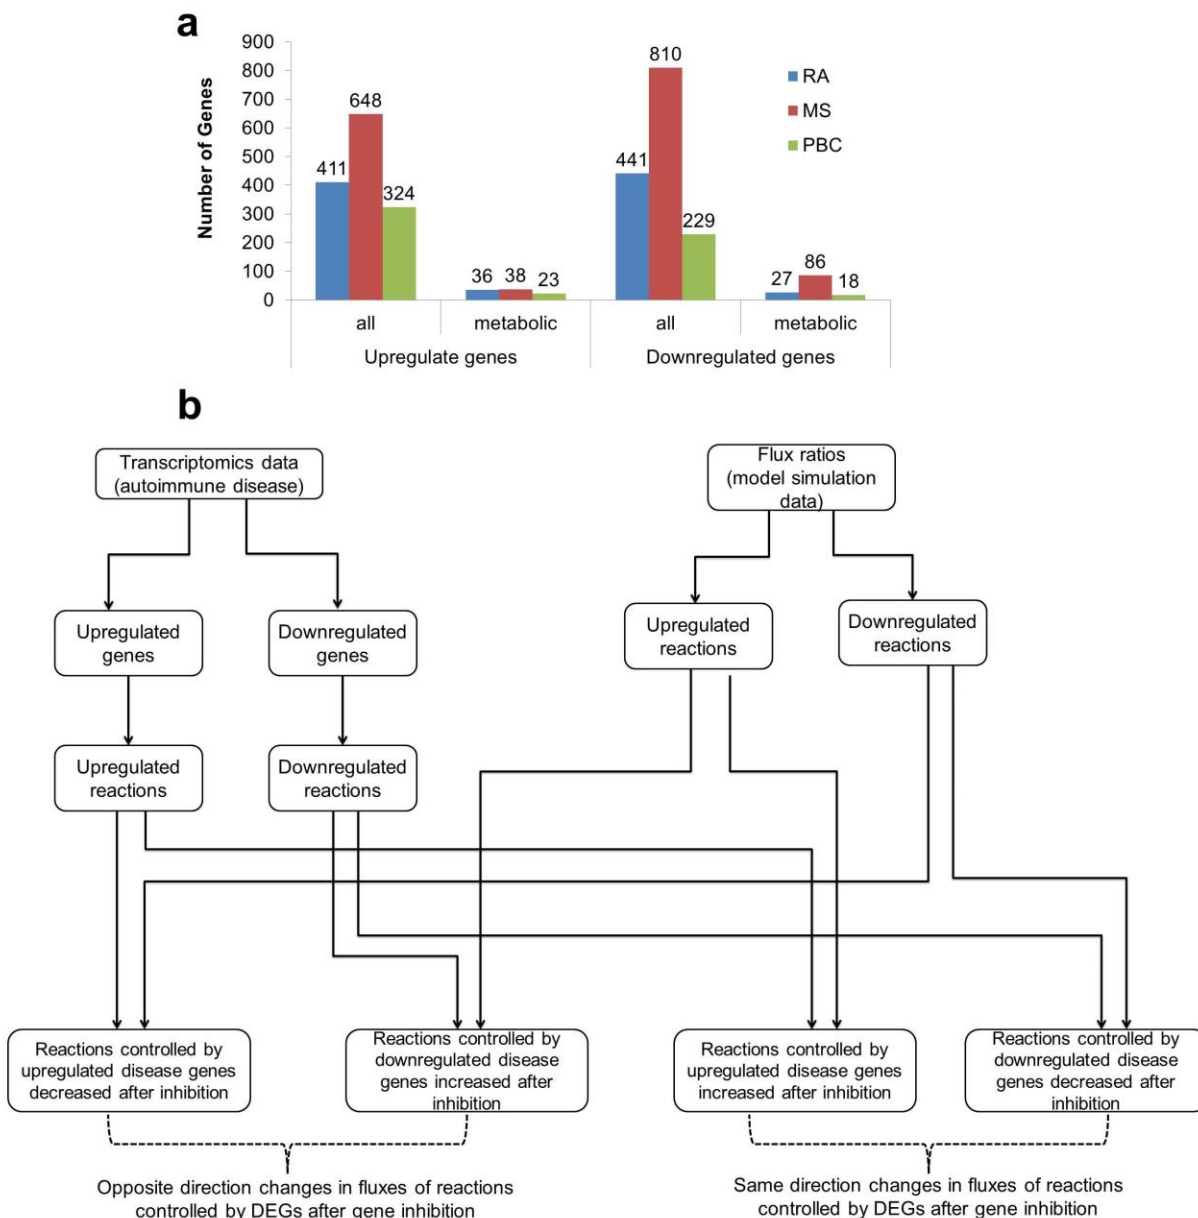 a
900
800
700
600
500
400
300
200
100
0
Number of Genes
411
648
324
36
38
23
441
810
229
27
86
18
RA
MS
PBC
all
metabolic
all
metabolic
Upregulate genes
Downregulated genes
b
Transcriptomics data
(autoimmune disease)
Flux ratios
(model simulation
data)
Upregulated
genes
Downregulated
genes
Upregulated
reactions
Downregulated
reactions
Upregulated
reactions
Downregulated
reactions
Reactions controlled by
upregulated disease genes
decreased after inhibition
Reactions controlled by
downregulated disease
genes increased after
inhibition
Reactions controlled by
upregulated disease genes
increased after inhibition
Reactions controlled by
downregulated disease
genes decreased after
inhibition
Opposite direction changes in fluxes of reactions
controlled by DEGs after gene inhibition
Same direction changes in fluxes of reactions
controlled by DEGs after gene inhibition